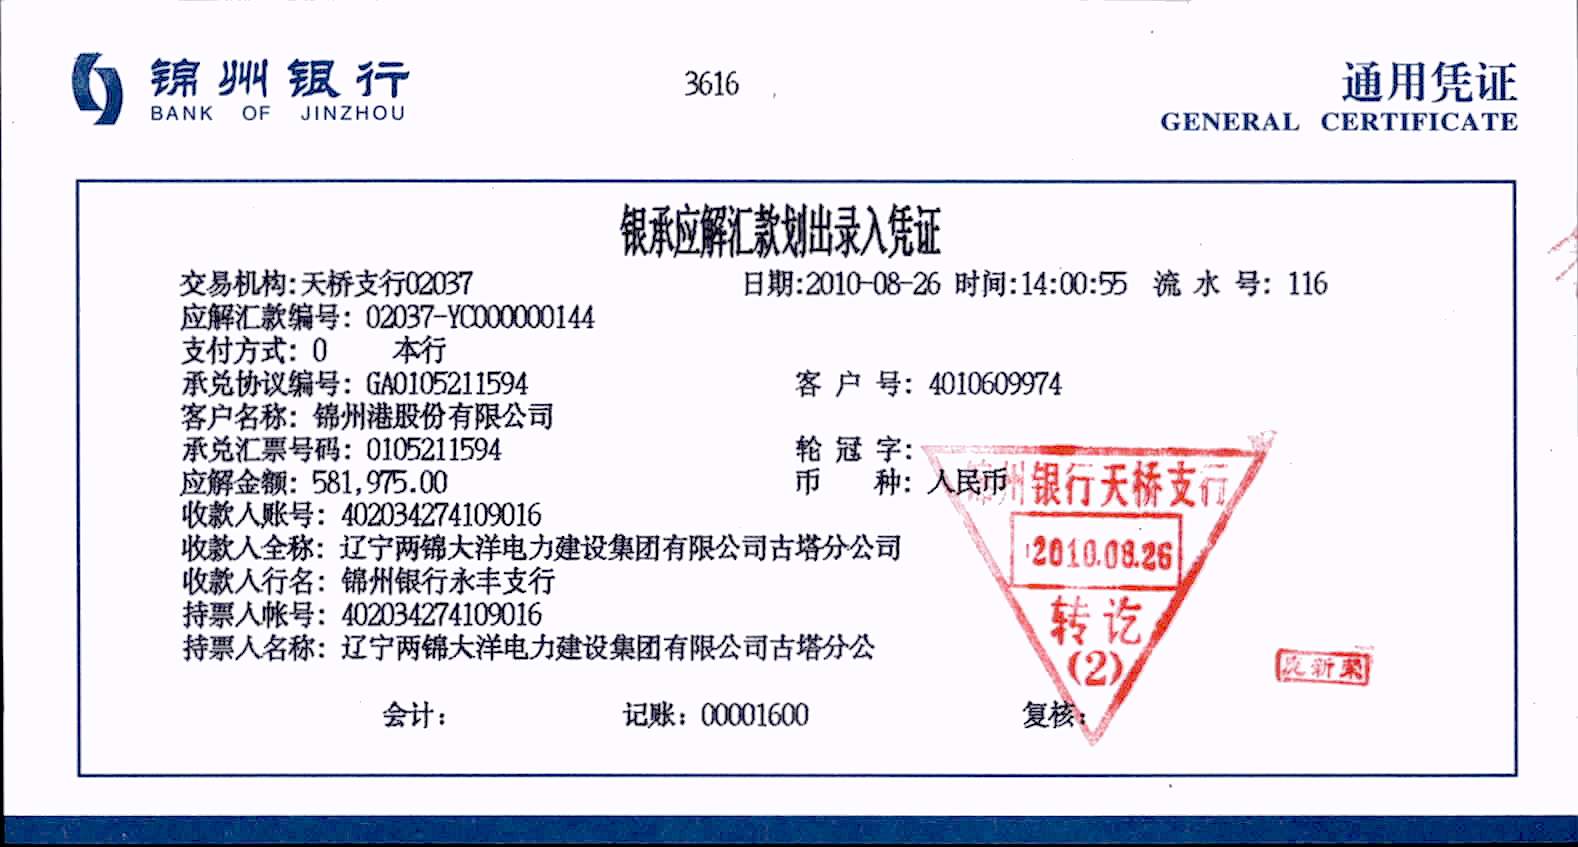 锦州银行
BANK OF JINZHOU
3616
通用凭证
GENERAL CERTIFICATE
银承应解汇款划出录入凭证
交易机构:天桥支行02037 日期:2010-08-26 时间:14:00:55 流 水 号: 116
应解汇款编号: 02037-YC000000144
支付方式: 0 本行
承兑协议编号: GA0105211594 客 户 号: 4010609974
客户名称: 锦州港股份有限公司
承兑汇票号码: 0105211594 轮 冠 字:
应解金额: 581,975.00 币 种: 人民币
收款人账号: 402034274109016
收款人全称: 辽宁两锦大洋电力建设集团有限公司古塔分公司
收款人行名: 锦州银行永丰支行
持票人帐号: 402034274109016
持票人名称: 辽宁两锦大洋电力建设集团有限公司古塔分公
锦州银行天桥支行
2010.08.26
转讫
(2)
会计: 记账: 00001600 复核: